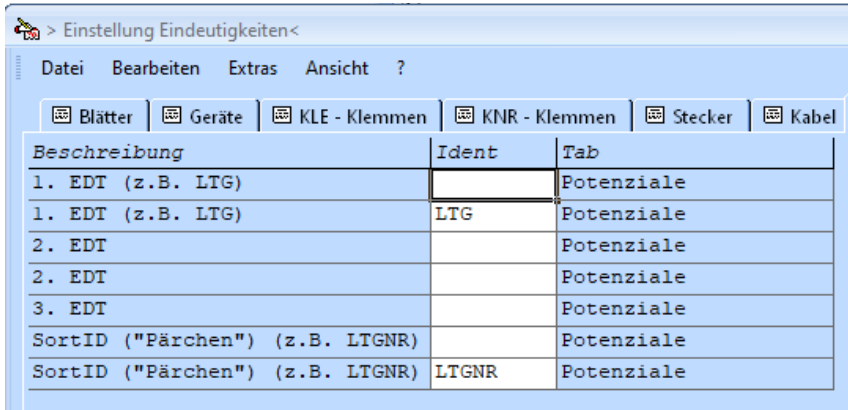 > Einstellung Eindeutigkeiten<
Datei Bearbeiten Extras Ansicht ?
Blätter Geräte KLE - Klemmen KNR - Klemmen Stecker Kabel
Beschreibung Ident Tab
1. EDT (z.B. LTG) Potenziale
1. EDT (z.B. LTG) LTG Potenziale
2. EDT Potenziale
2. EDT Potenziale
3. EDT Potenziale
SortID ("Pärchen") (z.B. LTGNR) Potenziale
SortID ("Pärchen") (z.B. LTGNR) LTGNR Potenziale